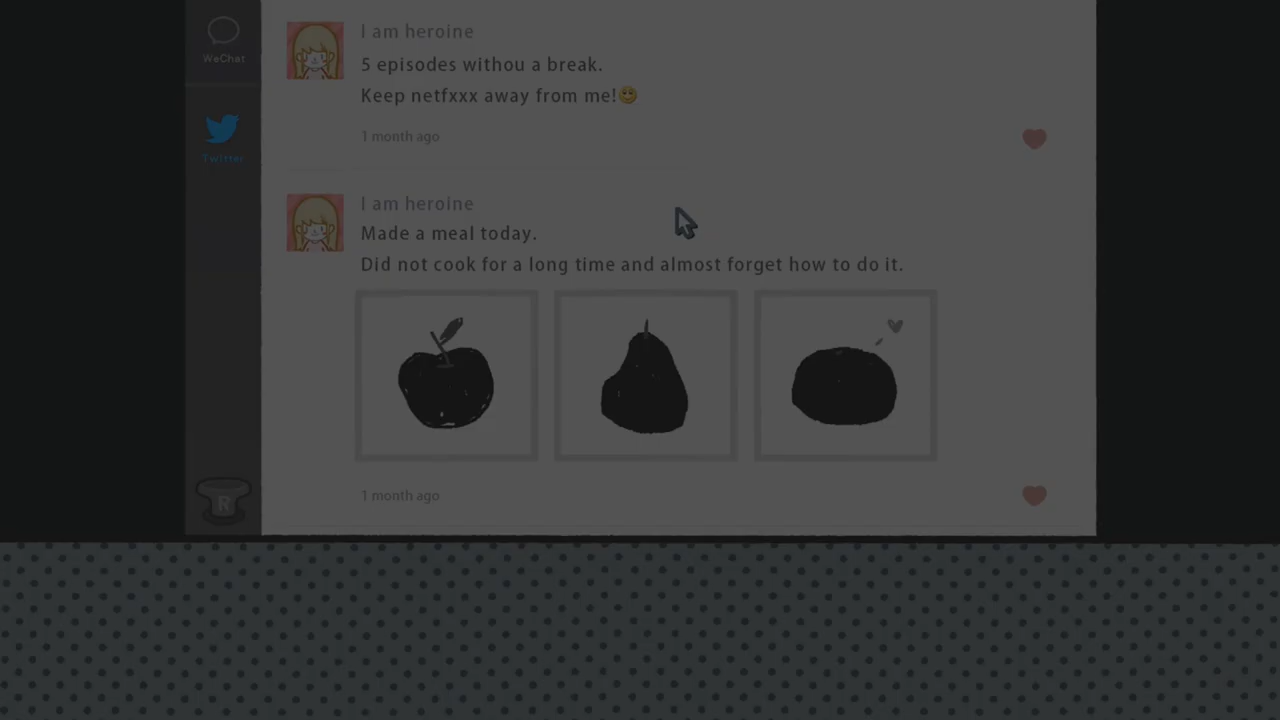 WeChat
I am heroine
5 episodes withou a break.
Keep netfxxx away from me!
1 month ago
Twitter
I am heroine
Made a meal today.
Did not cook for a long time and almost forget how to do it.
1 month ago
R